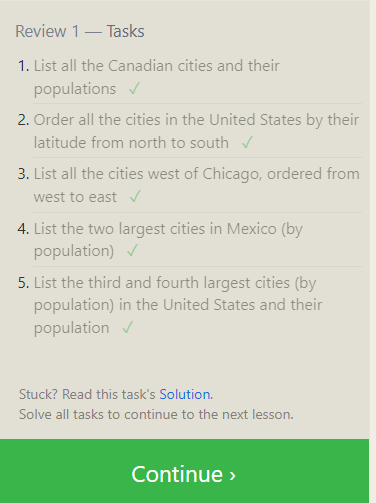 Review 1 — Tasks
1. List all the Canadian cities and their
populations ✓
2. Order all the cities in the United States by their
latitude from north to south ✓
3. List all the cities west of Chicago, ordered from
west to east ✓
4. List the two largest cities in Mexico (by
population) ✓
5. List the third and fourth largest cities (by
population) in the United States and their
population ✓
Stuck? Read this task's Solution.
Solve all tasks to continue to the next lesson.
Continue ›